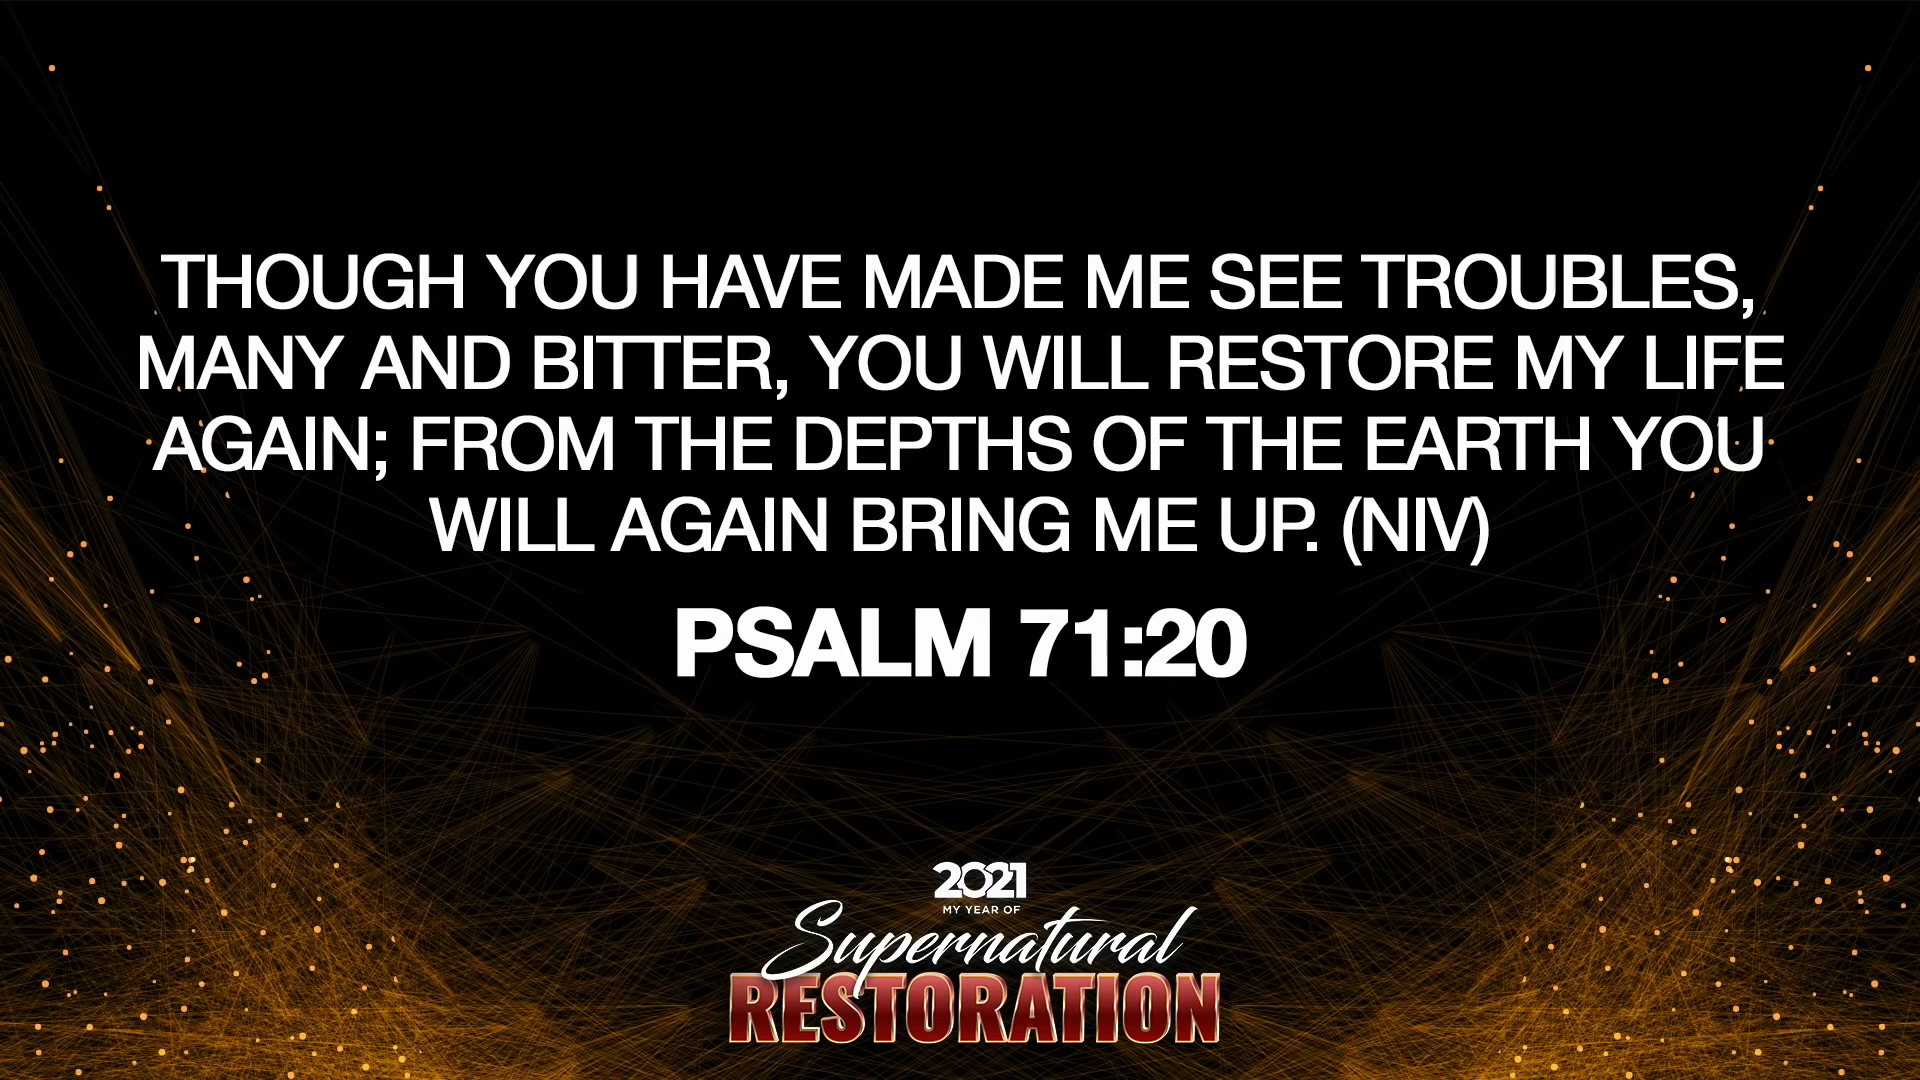 THOUGH YOU HAVE MADE ME SEE TROUBLES,
MANY AND BITTER, YOU WILL RESTORE MY LIFE
AGAIN; FROM THE DEPTHS OF THE EARTH YOU
WILL AGAIN BRING ME UP. (NIV)
PSALM 71:20
2021
MY YEAR OF
Supernatural
RESTORATION